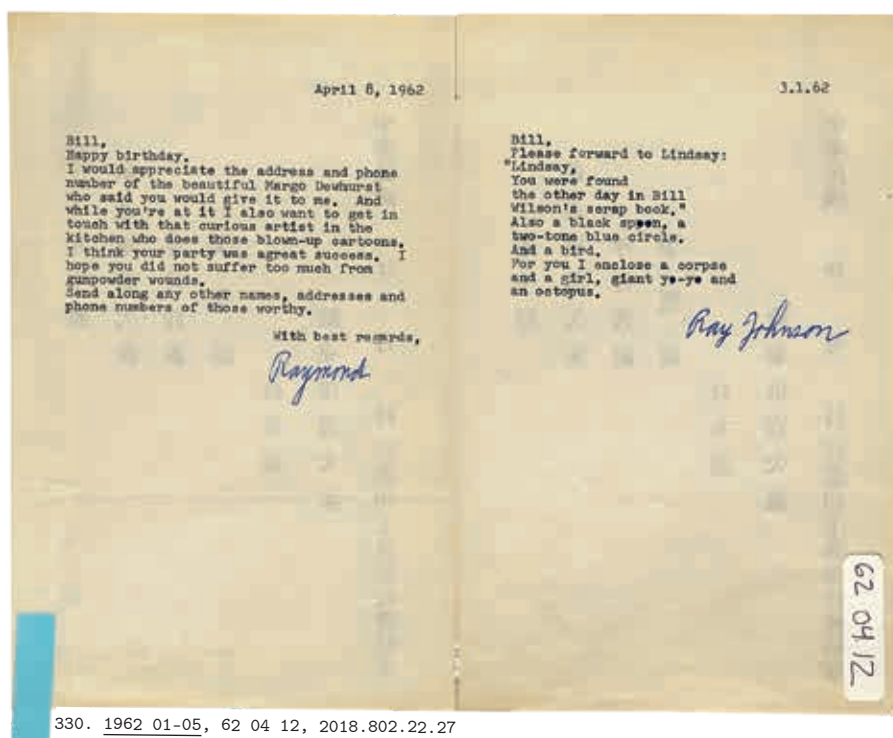 April 8, 1962
Bill,
Happy birthday.
I would appreciate the address and phone
number of the beautiful Margo Dewhurst
who said you would give it to me. And
while you're at it I also want to get in
touch with that curious artist in the
kitchen who does those blown-up cartoons.
I think your party was agreat success. I
hope you did not suffer too much from
gunpowder wounds.
Send along any other names, addresses and
phone numbers of those worthy.
With best regards,
Raymond
3.1.62
Bill,
Please forward to Lindsay:
"Lindsay,
You were found
the other day in Bill
Wilson's scrap book."
Also a black spoon, a
two-tone blue circle.
And a bird.
For you I enclose a corpse
and a girl, giant yo-yo and
an octopus.
Ray Johnson
62 04 12
330. 1962 01-05, 62 04 12, 2018.802.22.27